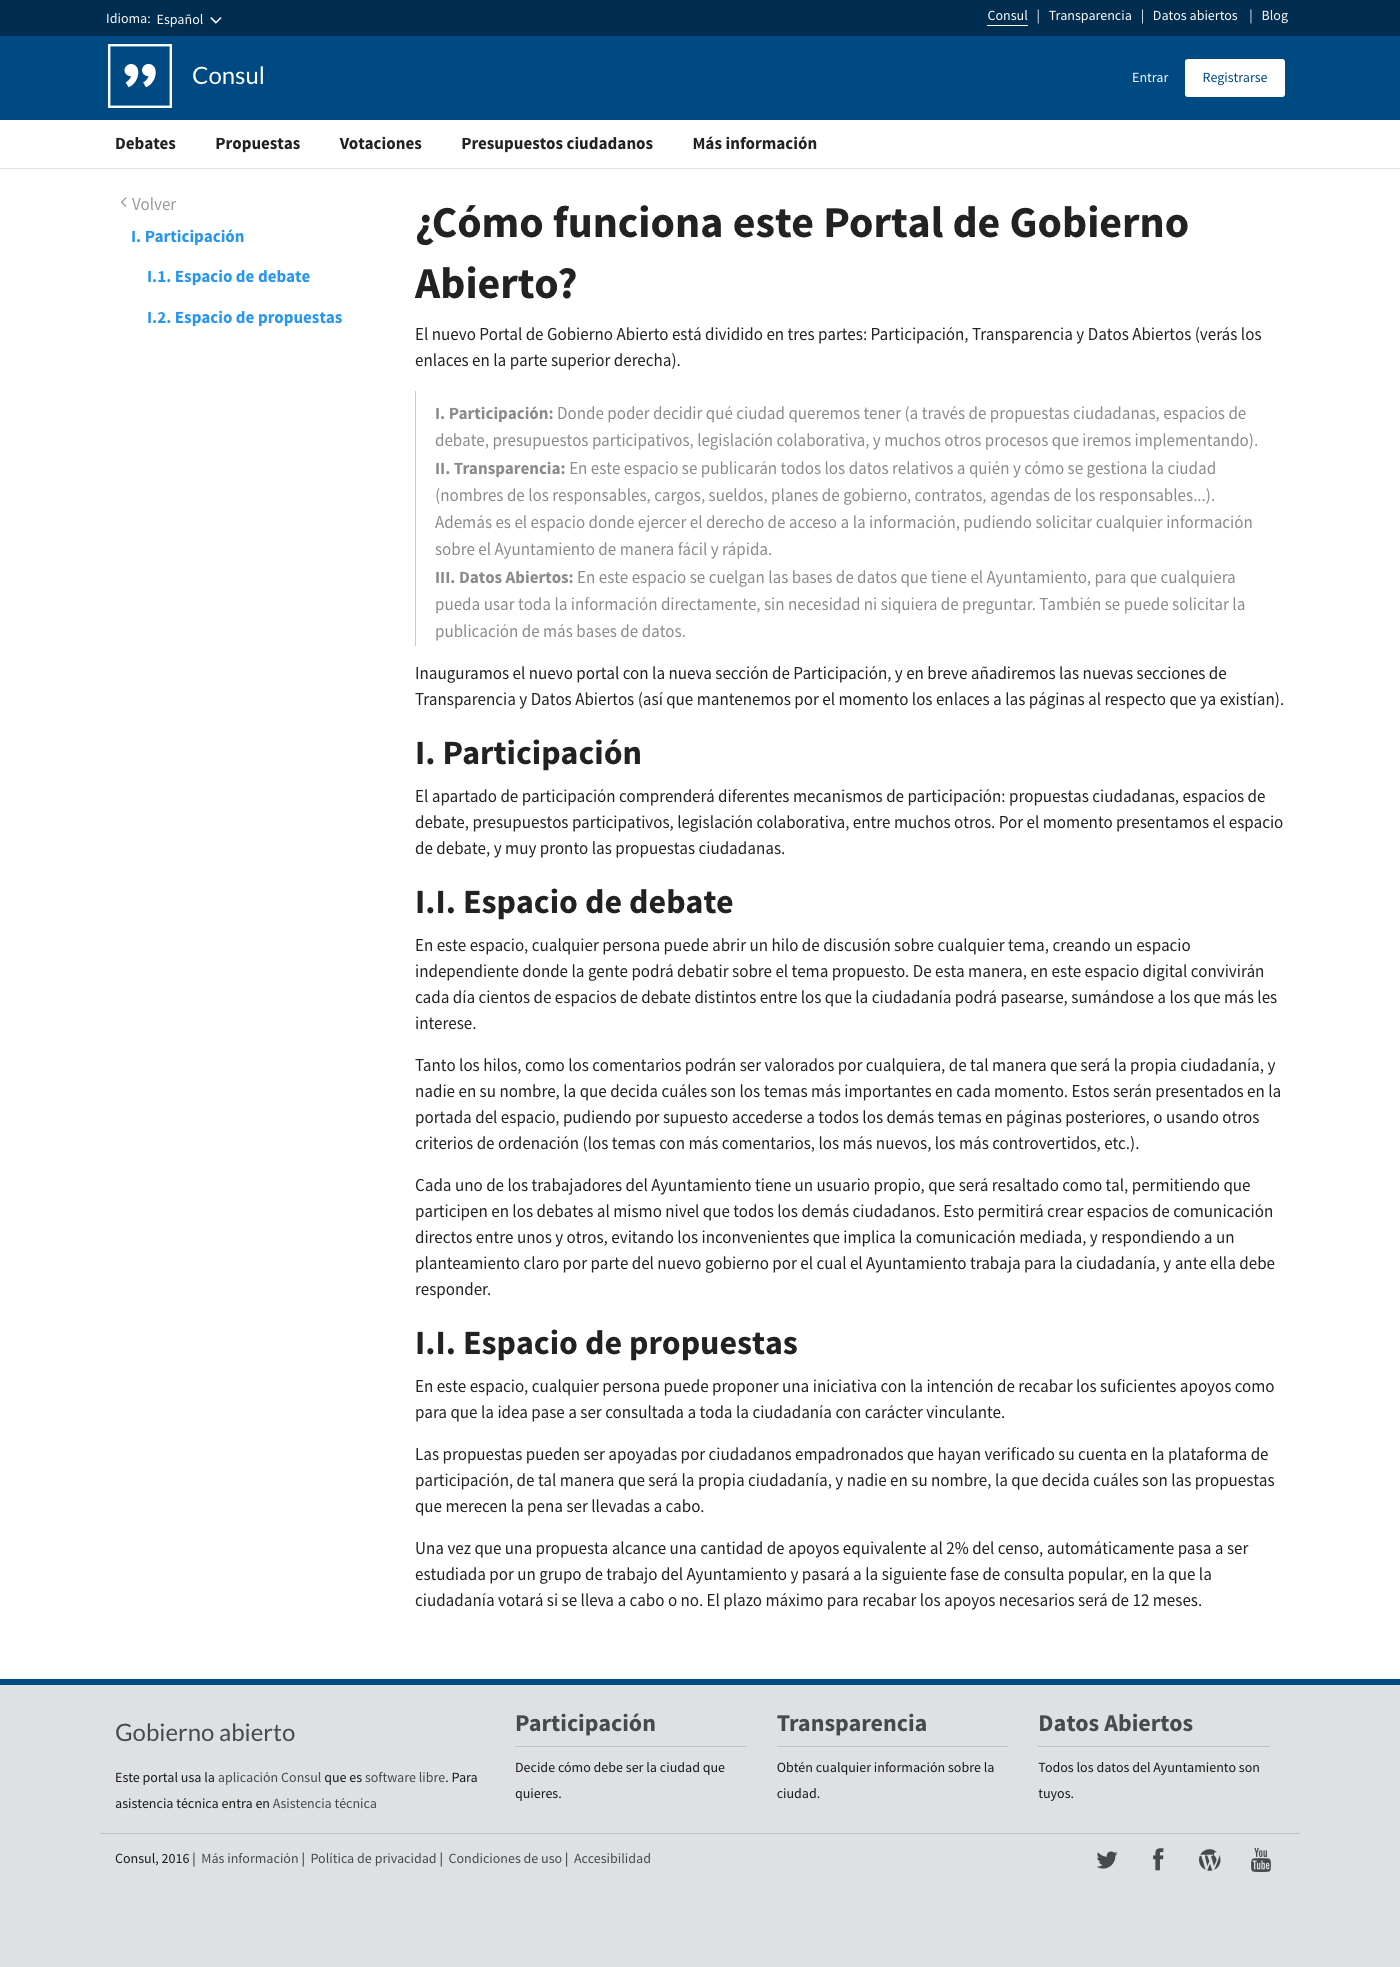 Idioma: Español
Consul | Transparencia | Datos abiertos | Blog
Consul
Entrar Registrarse
Debates Propuestas Votaciones Presupuestos ciudadanos Más información
Volver
I. Participación
I.1. Espacio de debate
I.2. Espacio de propuestas
¿Cómo funciona este Portal de Gobierno
Abierto?
El nuevo Portal de Gobierno Abierto está dividido en tres partes: Participación, Transparencia y Datos Abiertos (verás los
enlaces en la parte superior derecha).
I. Participación: Donde poder decidir qué ciudad queremos tener (a través de propuestas ciudadanas, espacios de
debate, presupuestos participativos, legislación colaborativa, y muchos otros procesos que iremos implementando).
II. Transparencia: En este espacio se publicarán todos los datos relativos a quién y cómo se gestiona la ciudad
(nombres de los responsables, cargos, sueldos, planes de gobierno, contratos, agendas de los responsables...).
Además es el espacio donde ejercer el derecho de acceso a la información, pudiendo solicitar cualquier información
sobre el Ayuntamiento de manera fácil y rápida.
III. Datos Abiertos: En este espacio se cuelgan las bases de datos que tiene el Ayuntamiento, para que cualquiera
pueda usar toda la información directamente, sin necesidad ni siquiera de preguntar. También se puede solicitar la
publicación de más bases de datos.
Inauguramos el nuevo portal con la nueva sección de Participación, y en breve añadiremos las nuevas secciones de
Transparencia y Datos Abiertos (así que mantenemos por el momento los enlaces a las páginas al respecto que ya existían).
I. Participación
El apartado de participación comprenderá diferentes mecanismos de participación: propuestas ciudadanas, espacios de
debate, presupuestos participativos, legislación colaborativa, entre muchos otros. Por el momento presentamos el espacio
de debate, y muy pronto las propuestas ciudadanas.
I.I. Espacio de debate
En este espacio, cualquier persona puede abrir un hilo de discusión sobre cualquier tema, creando un espacio
independiente donde la gente podrá debatir sobre el tema propuesto. De esta manera, en este espacio digital convivirán
cada día cientos de espacios de debate distintos entre los que la ciudadanía podrá pasearse, sumándose a los que más les
interese.
Tanto los hilos, como los comentarios podrán ser valorados por cualquiera, de tal manera que será la propia ciudadanía, y
nadie en su nombre, la que decida cuáles son los temas más importantes en cada momento. Estos serán presentados en la
portada del espacio, pudiendo por supuesto accederse a todos los demás temas en páginas posteriores, o usando otros
criterios de ordenación (los temas con más comentarios, los más nuevos, los más controvertidos, etc.).
Cada uno de los trabajadores del Ayuntamiento tiene un usuario propio, que será resaltado como tal, permitiendo que
participen en los debates al mismo nivel que todos los demás ciudadanos. Esto permitirá crear espacios de comunicación
directos entre unos y otros, evitando los inconvenientes que implica la comunicación mediada, y respondiendo a un
planteamiento claro por parte del nuevo gobierno por el cual el Ayuntamiento trabaja para la ciudadanía, y ante ella debe
responder.
I.I. Espacio de propuestas
En este espacio, cualquier persona puede proponer una iniciativa con la intención de recabar los suficientes apoyos como
para que la idea pase a ser consultada a toda la ciudadanía con carácter vinculante.
Las propuestas pueden ser apoyadas por ciudadanos empadronados que hayan verificado su cuenta en la plataforma de
participación, de tal manera que será la propia ciudadanía, y nadie en su nombre, la que decida cuáles son las propuestas
que merecen la pena ser llevadas a cabo.
Una vez que una propuesta alcance una cantidad de apoyos equivalente al 2% del censo, automáticamente pasa a ser
estudiada por un grupo de trabajo del Ayuntamiento y pasará a la siguiente fase de consulta popular, en la que la
ciudadanía votará si se lleva a cabo o no. El plazo máximo para recabar los apoyos necesarios será de 12 meses.
Gobierno abierto
Este portal usa la aplicación Consul que es software libre. Para
asistencia técnica entra en Asistencia técnica
Participación
Decide cómo debe ser la ciudad que
quieres.
Transparencia
Obtén cualquier información sobre la
ciudad.
Datos Abiertos
Todos los datos del Ayuntamiento son
tuyos.
Consul, 2016 | Más información | Política de privacidad | Condiciones de uso | Accesibilidad
You
Tube